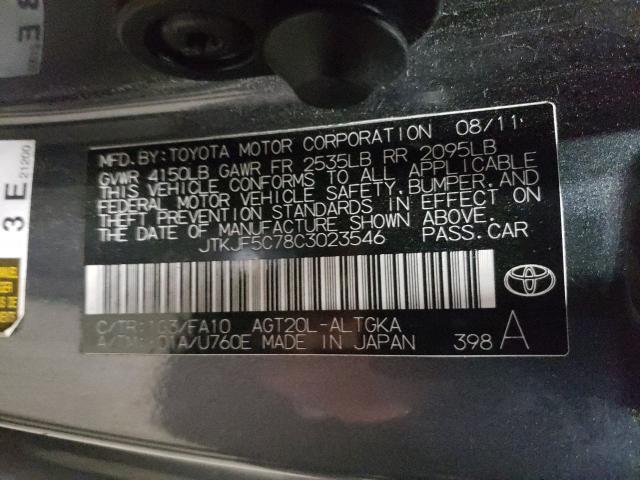 MFD.BY:TOYOTA MOTOR CORPORATION 08/11
GVWR 4150LB GAWR FR 2535LB RR 2095LB
THIS VEHICLE CONFORMS TO ALL APPLICABLE
FEDERAL MOTOR VEHICLE SAFETY,BUMPER,AND
THEFT PREVENTION STANDARDS IN EFFECT ON
THE DATE OF MANUFACTURE SHOWN ABOVE.
JTKJF5C78C3023546 PASS.CAR
C/TR:1G3/FA10 AGT20L-ALTGKA
A/TM:-01A/U760E MADE IN JAPAN 398 A
3 E
21200